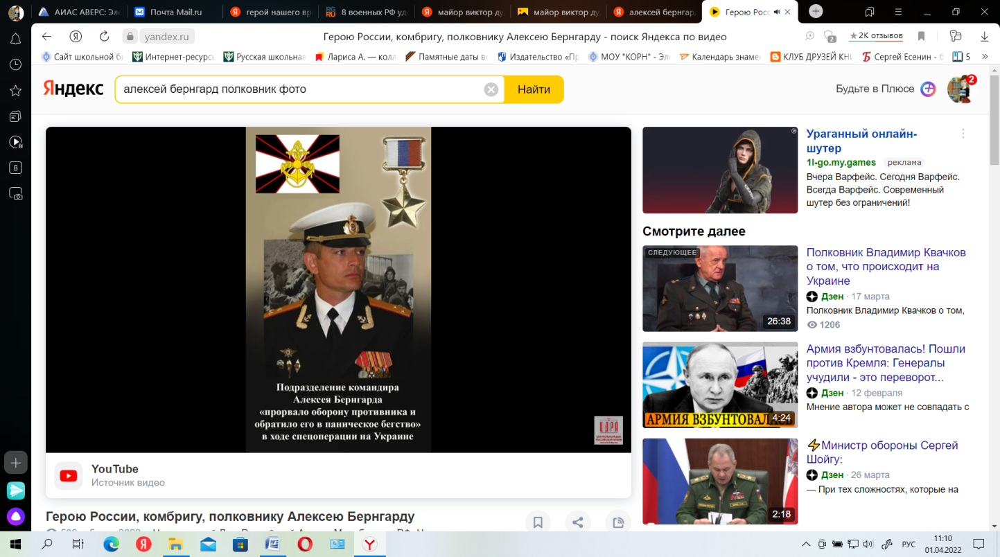 АИАС АВЕРС: Эле
Почта Mail.ru
герой нашего вр
8 военных РФ уд
майор виктор ду
майор виктор ду
алексей бернгар
Герою Росс
yandex.ru
Герою России, комбригу, полковнику Алексею Бернгарду - поиск Яндекса по видео
2
2K отзывов
Сайт школьной би
Интернет-ресурс
Русская школьная
Лариса А. — колл
Памятные даты во
Издательство «Пр
МОУ "КОРН" - Эл
Календарь знамен
КЛУБ ДРУЗЕЙ КНИ
Сергей Есенин - б
5
»
8
Яндекс
алексей бернгард полковник фото
Найти
Будьте в Плюсе
2
Подразделение командира
Алексея Бернгарда
«прорвало оборону противника и
обратило его в паническое бегство»
в ходе спецоперации на Украине
YouTube
Источник видео
Герою России, комбригу, полковнику Алексею Бернгарду
Ураганный онлайн-
шутер
1l-go.my.games реклама
Вчера Варфейс. Сегодня Варфейс.
Всегда Варфейс. Современный
шутер без ограничений!
Смотрите далее
СЛЕДУЮЩЕЕ
26:38
Полковник Владимир Квачков
о том, что происходит на
Украине
Дзен · 17 марта
Полковник Владимир Квачков о том,
1206
АРМИЯ ВЗБУНТОВАЛАСЬ
4:24
Армия взбунтовалась! Пошли
против Кремля: Генералы
учудили - это переворот...
Дзен · 12 февраля
Мнение автора может не совпадать с
2:18
Министр обороны Сергей
Шойгу:
Дзен · 26 марта
— При тех сложностях, которые на
РУС
11:10
01.04.2022